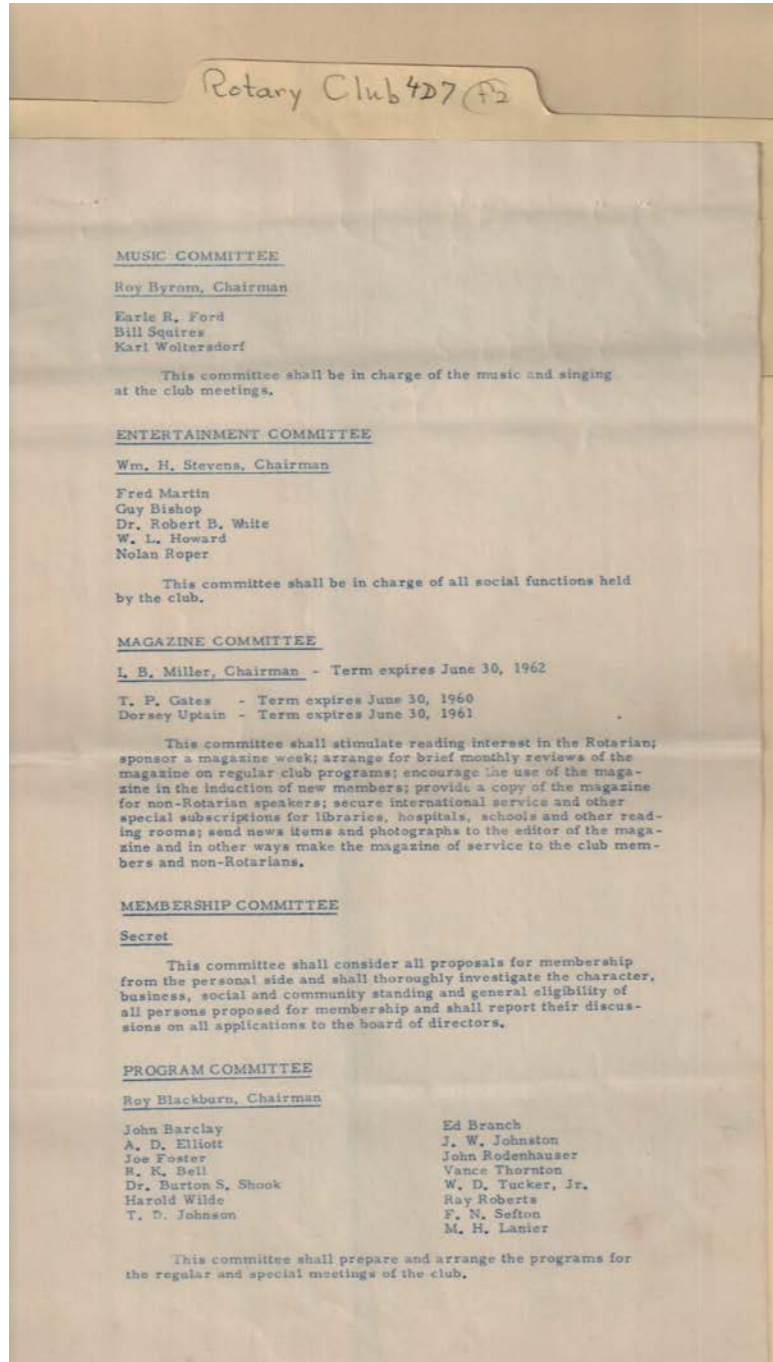 Rotary Club 4D7 F2
MUSIC COMMITTEE
Roy Byrom, Chairman
Earle R. Ford
Bill Squires
Karl Woltersdorf
This committee shall be in charge of the music and singing
at the club meetings.
ENTERTAINMENT COMMITTEE
Wm. H. Stevens, Chairman
Fred Martin
Guy Bishop
Dr. Robert B. White
W. L. Howard
Nolan Roper
This committee shall be in charge of all social functions held
by the club.
MAGAZINE COMMITTEE
I. B. Miller, Chairman - Term expires June 30, 1962
T. P. Gates - Term expires June 30, 1960
Dorsey Uptain - Term expires June 30, 1961
This committee shall stimulate reading interest in the Rotarian;
sponsor a magazine week; arrange for brief monthly reviews of the
magazine on regular club programs; encourage the use of the maga-
zine in the induction of new members; provide a copy of the magazine
for non-Rotarian speakers; secure international service and other
special subscriptions for libraries, hospitals, schools and other read-
ing rooms; send news items and photographs to the editor of the maga-
zine and in other ways make the magazine of service to the club mem-
bers and non-Rotarians.
MEMBERSHIP COMMITTEE
Secret
This committee shall consider all proposals for membership
from the personal side and shall thoroughly investigate the character,
business, social and community standing and general eligibility of
all persons proposed for membership and shall report their discus-
sions on all applications to the board of directors.
PROGRAM COMMITTEE
Roy Blackburn, Chairman
John Barclay
A. D. Elliott
Joe Foster
R. K. Bell
Dr. Burton S. Shook
Harold Wilde
T. D. Johnson
Ed Branch
J. W. Johnston
John Rodenhauser
Vance Thornton
W. D. Tucker, Jr.
Ray Roberts
F. N. Sefton
M. H. Lanier
This committee shall prepare and arrange the programs for
the regular and special meetings of the club.